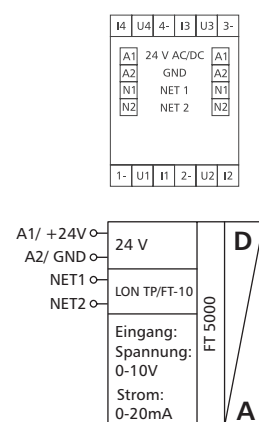 I4 U4 4- I3 U3 3-
A1 24 V AC/DC A1
A2 GND A2
N1 NET 1 N1
N2 NET 2 N2
1- U1 I1 2- U2 I2
A1/ +24V
A2/ GND
NET1
NET2
24 V
LON TP/FT-10
Eingang:
Spannung:
0-10V
Strom:
0-20mA
FT 5000
D
A